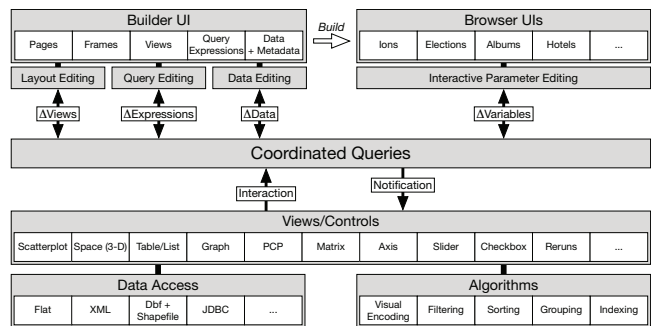 Builder UI
Build
Browser UIs
Pages
Frames
Views
Query
Expressions
Data
+ Metadata
Ions
Elections
Albums
Hotels
...
Layout Editing
Query Editing
Data Editing
Interactive Parameter Editing
ΔViews
ΔExpressions
ΔData
ΔVariables
Coordinated Queries
Interaction
Notification
Views/Controls
Scatterplot
Space (3-D)
Table/List
Graph
PCP
Matrix
Axis
Slider
Checkbox
Reruns
...
Data Access
Algorithms
Flat
XML
Dbf +
Shapefile
JDBC
...
Visual
Encoding
Filtering
Sorting
Grouping
Indexing